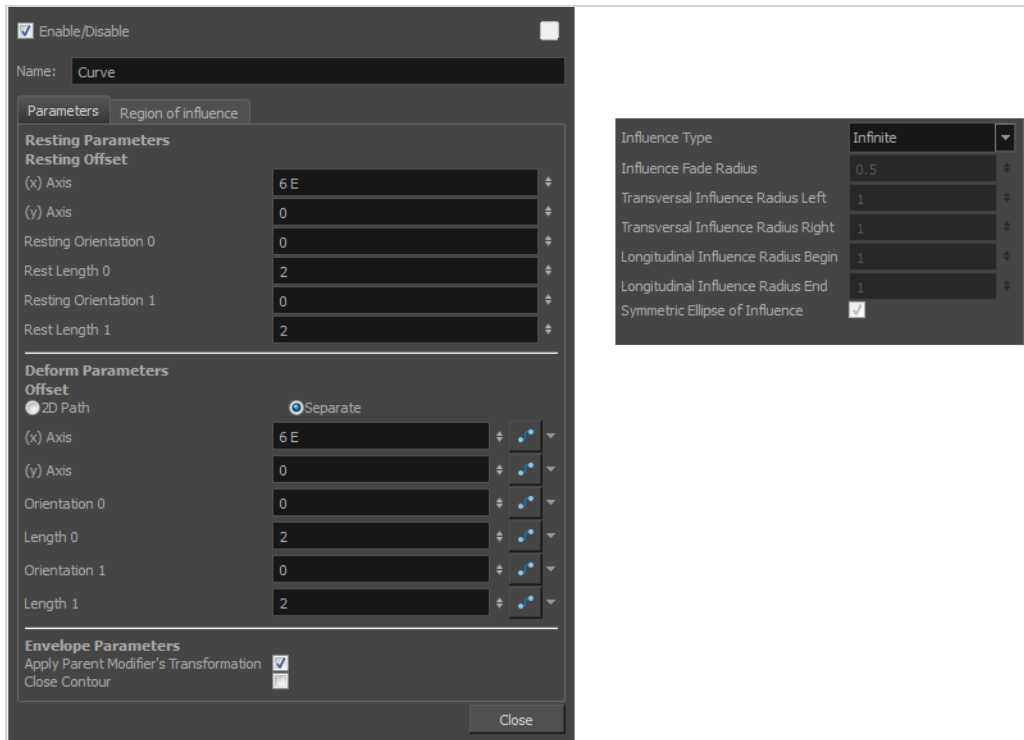 Enable/Disable
Name: Curve
Parameters Region of influence
Resting Parameters
Resting Offset
(x) Axis 6 E
(y) Axis 0
Resting Orientation 0 0
Rest Length 0 2
Resting Orientation 1 0
Rest Length 1 2
Deform Parameters
Offset
2D Path Separate
(x) Axis 6 E
(y) Axis 0
Orientation 0 0
Length 0 2
Orientation 1 0
Length 1 2
Envelope Parameters
Apply Parent Modifier's Transformation
Close Contour
Close
Influence Type Infinite
Influence Fade Radius 0.5
Transversal Influence Radius Left 1
Transversal Influence Radius Right 1
Longitudinal Influence Radius Begin 1
Longitudinal Influence Radius End 1
Symmetric Ellipse of Influence